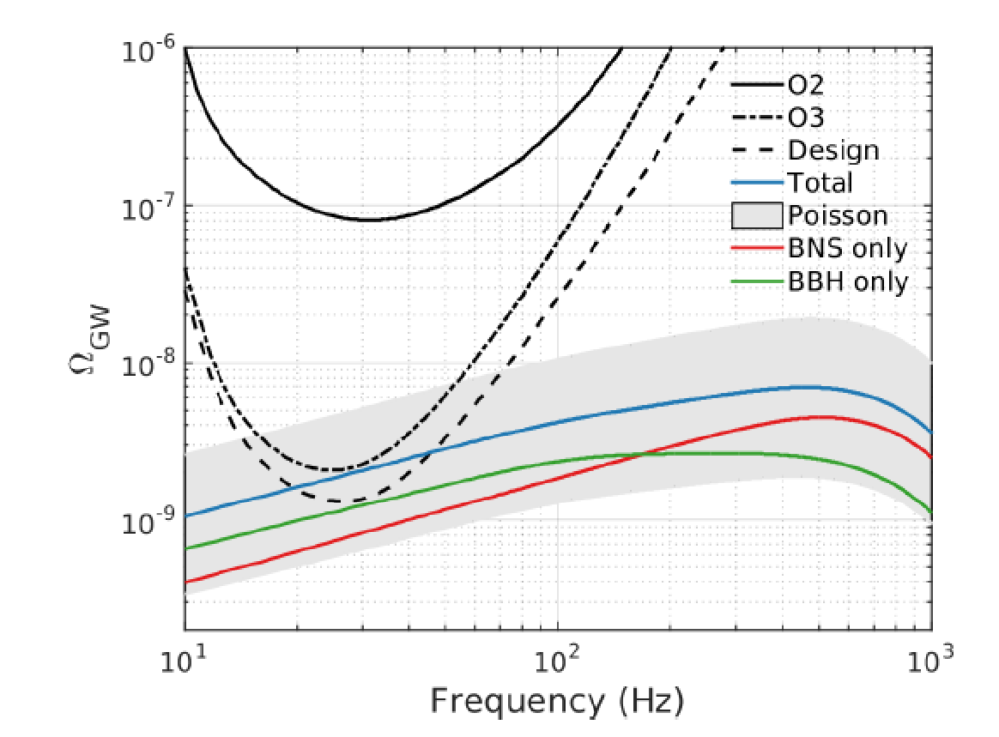 10^-6
10^-7
10^-8
10^-9
Ω_GW
O2
O3
Design
Total
Poisson
BNS only
BBH only
10^1
10^2
10^3
Frequency (Hz)